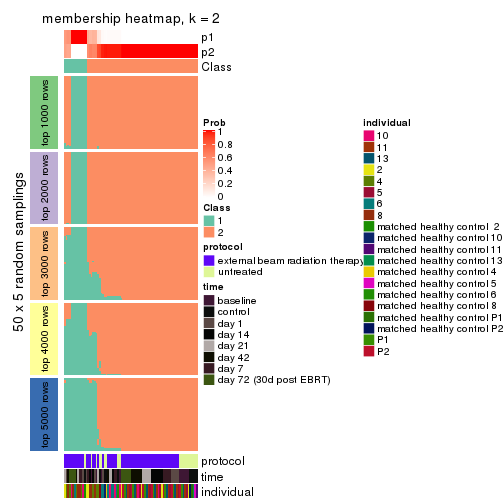 membership heatmap, k = 2
p1
p2
Class
50 x 5 random samplings
top 1000 rows
top 2000 rows
top 3000 rows
top 4000 rows
top 5000 rows
protocol
time
individual
Prob
1
0.8
0.6
0.4
0.2
0
Class
1
2
protocol
external beam radiation therapy
untreated
time
baseline
control
day 1
day 14
day 21
day 42
day 7
day 72 (30d post EBRT)
individual
10
11
13
2
4
5
6
8
matched healthy control 2
matched healthy control 10
matched healthy control 11
matched healthy control 13
matched healthy control 4
matched healthy control 5
matched healthy control 6
matched healthy control 8
matched healthy control P1
matched healthy control P2
P1
P2